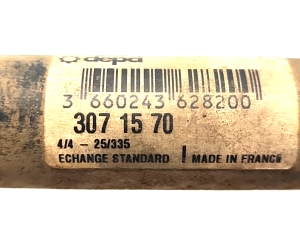 depa
3 660243 628200
307 15 70
4/4 - 25/335
ECHANGE STANDARD ! MADE IN FRANCE